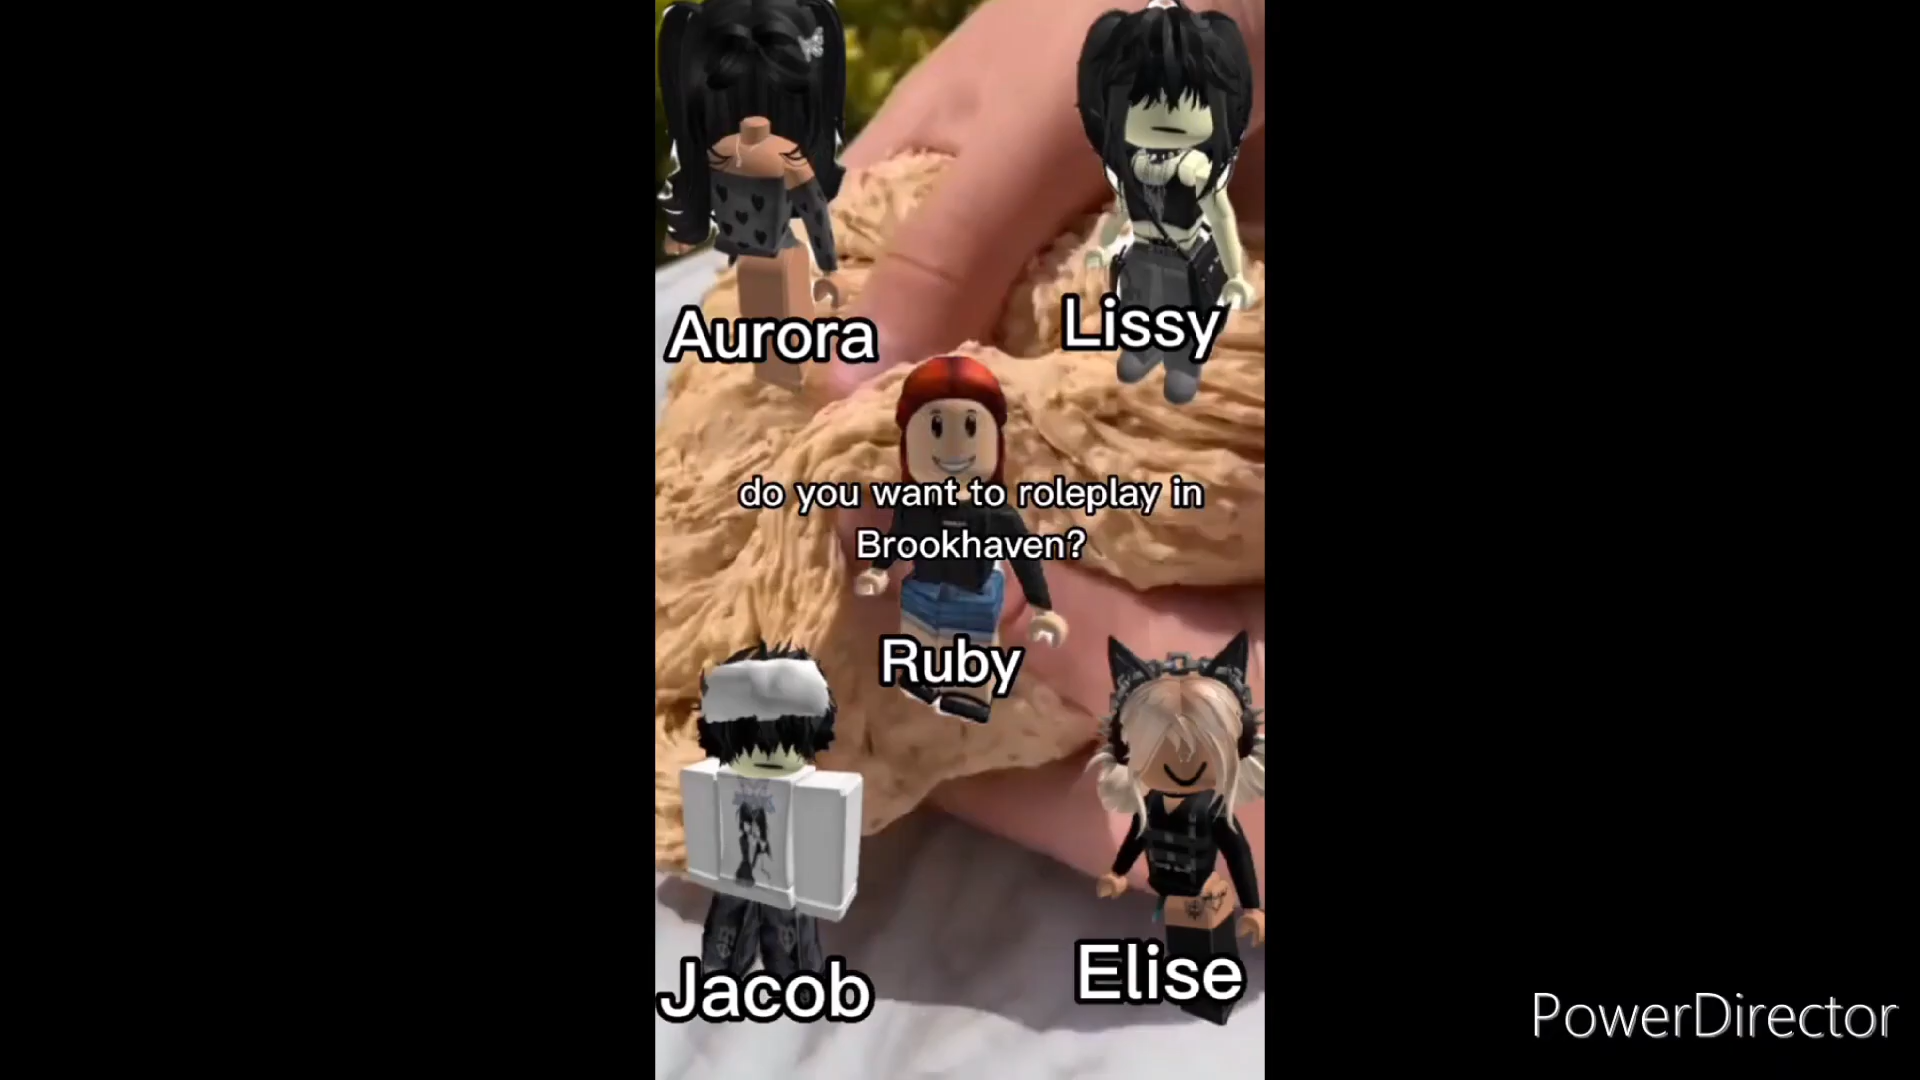 Aurora
Lissy
do you want to roleplay in
Brookhaven?
Ruby
Elise
Jacob
PowerDirector